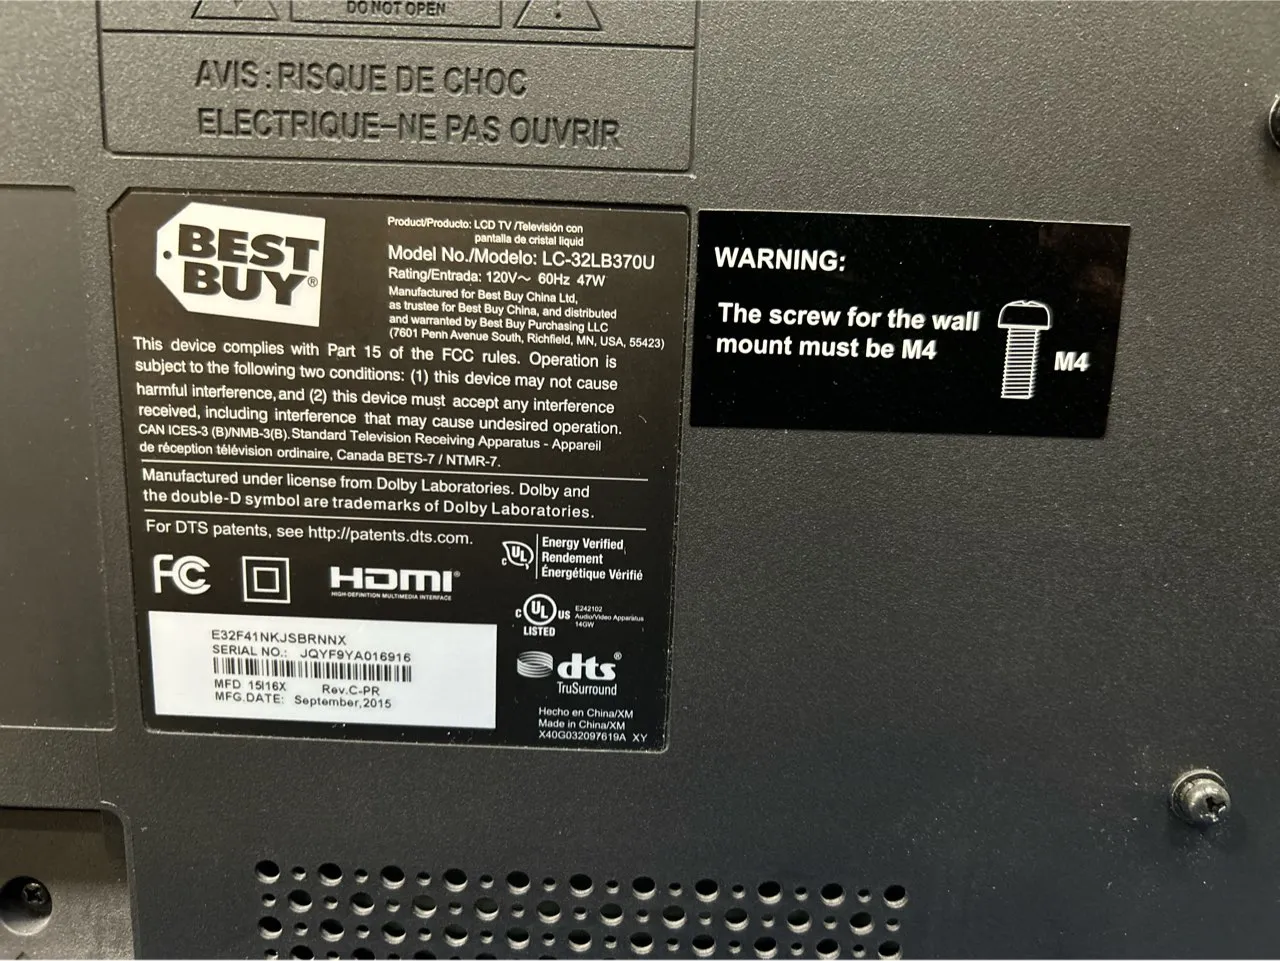 DO NOT OPEN
AVIS : RISQUE DE CHOC
ELECTRIQUE–NE PAS OUVRIR
BEST
BUY®
Product/Producto: LCD TV /Televisión con
pantalla de cristal liquid
Model No./Modelo: LC-32LB370U
Rating/Entrada: 120V～ 60Hz 47W
Manufactured for Best Buy China Ltd,
as trustee for Best Buy China, and distributed
and warranted by Best Buy Purchasing LLC
(7601 Penh Avenue South, Richfield, MN, USA, 55423)
This device complies with Part 15 of the FCC rules. Operation is
subject to the following two conditions: (1) this device may not cause
harmful interference, and (2) this device must accept any interference
received, including interference that may cause undesired operation.
CAN ICES-3 (B)/NMB-3(B). Standard Television Receiving Apparatus - Appareil
de réception télévision ordinaire, Canada BETS-7 / NTMR-7.
Manufactured under license from Dolby Laboratories. Dolby and
the double-D symbol are trademarks of Dolby Laboratories.
For DTS patents, see http://patents.dts.com.
FC
HDMI®
HIGH-DEFINITION MULTIMEDIA INTERFACE
c UL
Energy Verified
Rendement
Énergétique Vérifié
c UL US
LISTED
E242102
Audio/Video Apparatus
14GW
dts®
TruSurround
E32F41NKJSBRNNX
SERIAL NO.: JQYF9YA016916
MFD 15I16X Rev.C-PR
MFG.DATE: September,2015
Hecho en China/XM
Made in China/XM
X40G032097619A XY
WARNING:
The screw for the wall
mount must be M4
M4